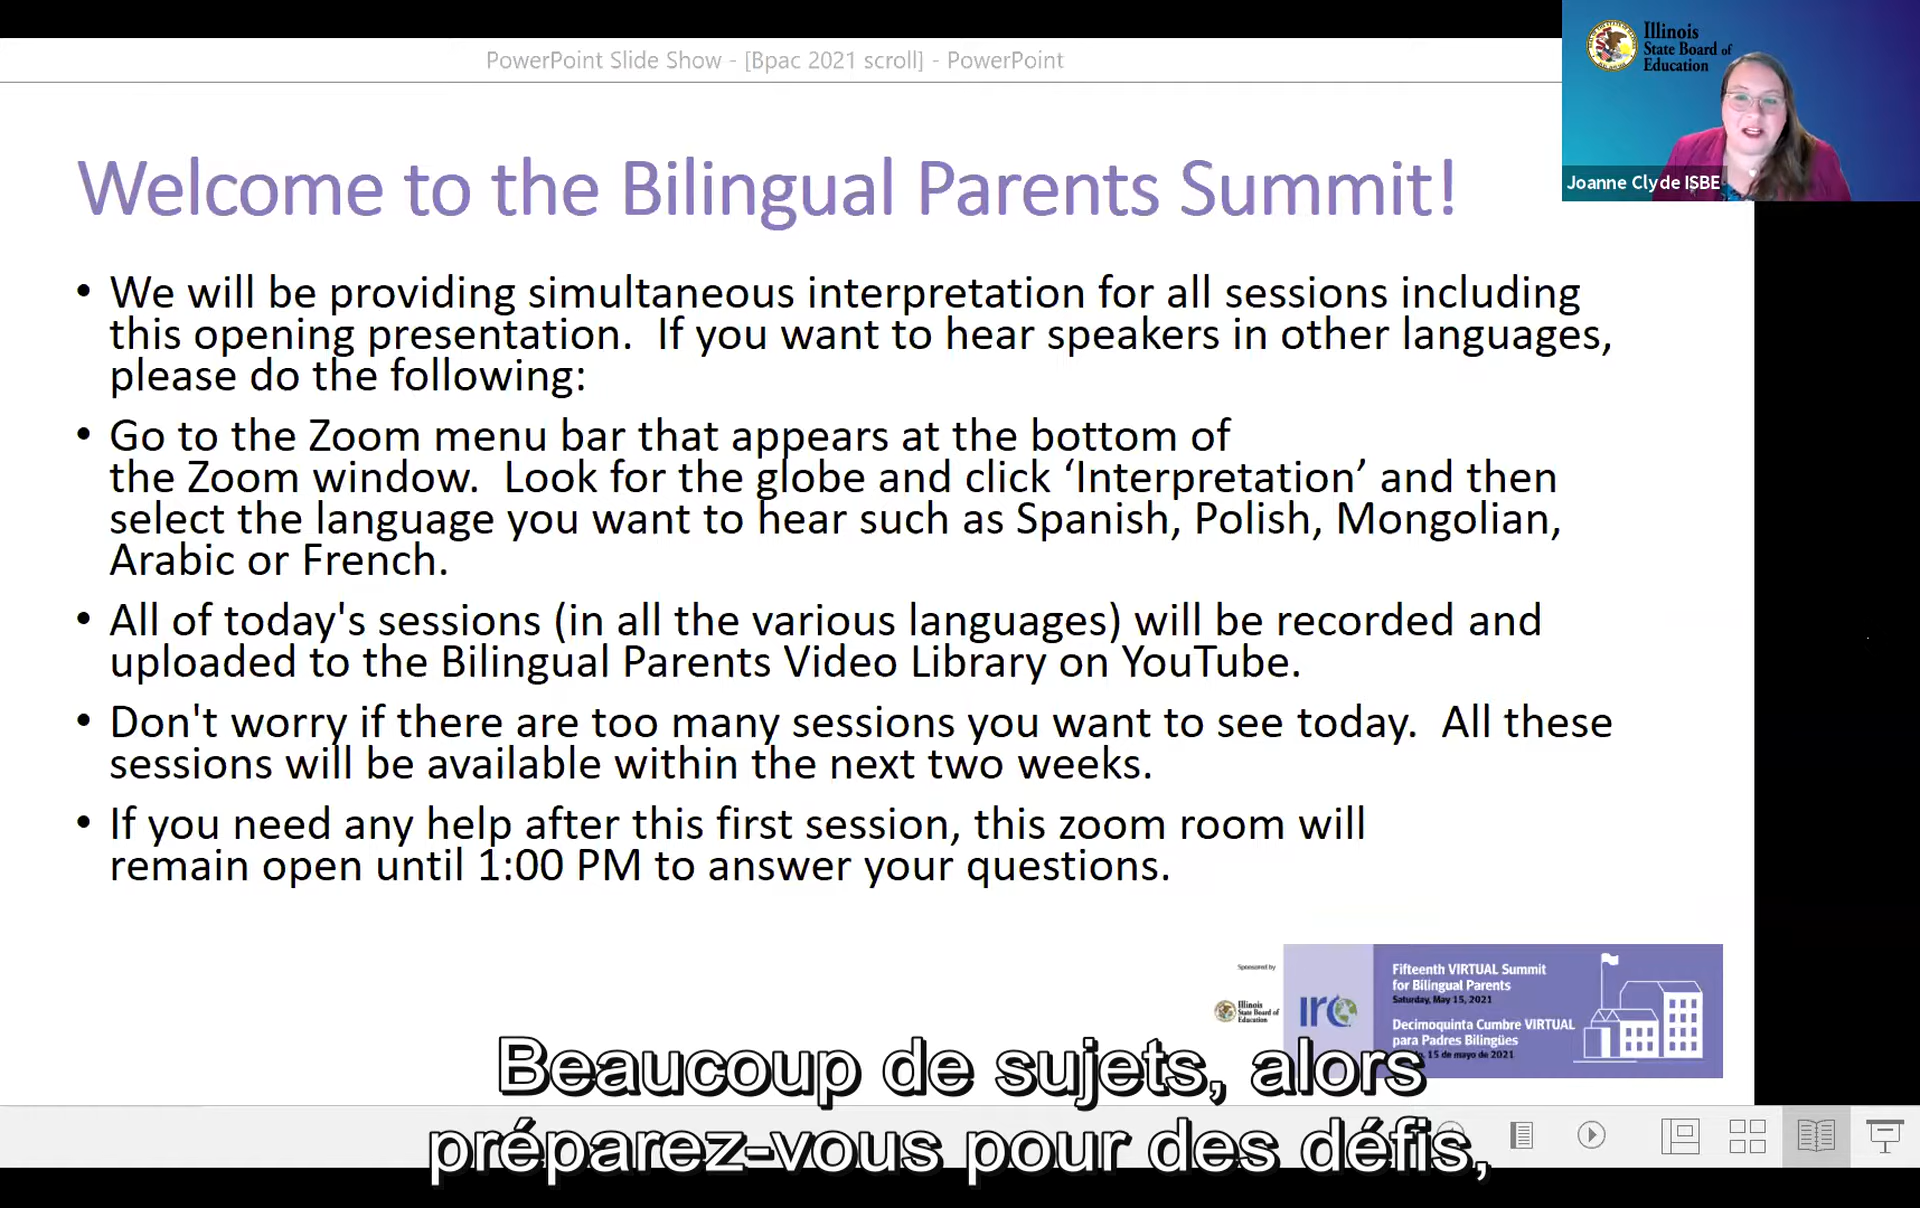 PowerPoint Slide Show - [Bpac 2021 scroll] - PowerPoint
Illinois
State Board of
Education
Joanne Clyde ISBE
Welcome to the Bilingual Parents Summit!
• We will be providing simultaneous interpretation for all sessions including
this opening presentation.  If you want to hear speakers in other languages,
please do the following:
• Go to the Zoom menu bar that appears at the bottom of
the Zoom window.  Look for the globe and click ‘Interpretation’ and then
select the language you want to hear such as Spanish, Polish, Mongolian,
Arabic or French.
• All of today's sessions (in all the various languages) will be recorded and
uploaded to the Bilingual Parents Video Library on YouTube.
• Don't worry if there are too many sessions you want to see today.  All these
sessions will be available within the next two weeks.
• If you need any help after this first session, this zoom room will
remain open until 1:00 PM to answer your questions.
Sponsored by
Illinois
State Board of
Education
IRC
Fifteenth VIRTUAL Summit
for Bilingual Parents
Saturday, May 15, 2021
Decimoquinta Cumbre VIRTUAL
para Padres Bilingües
15 de mayo de 2021
Beaucoup de sujets, alors
préparez-vous pour des défis,